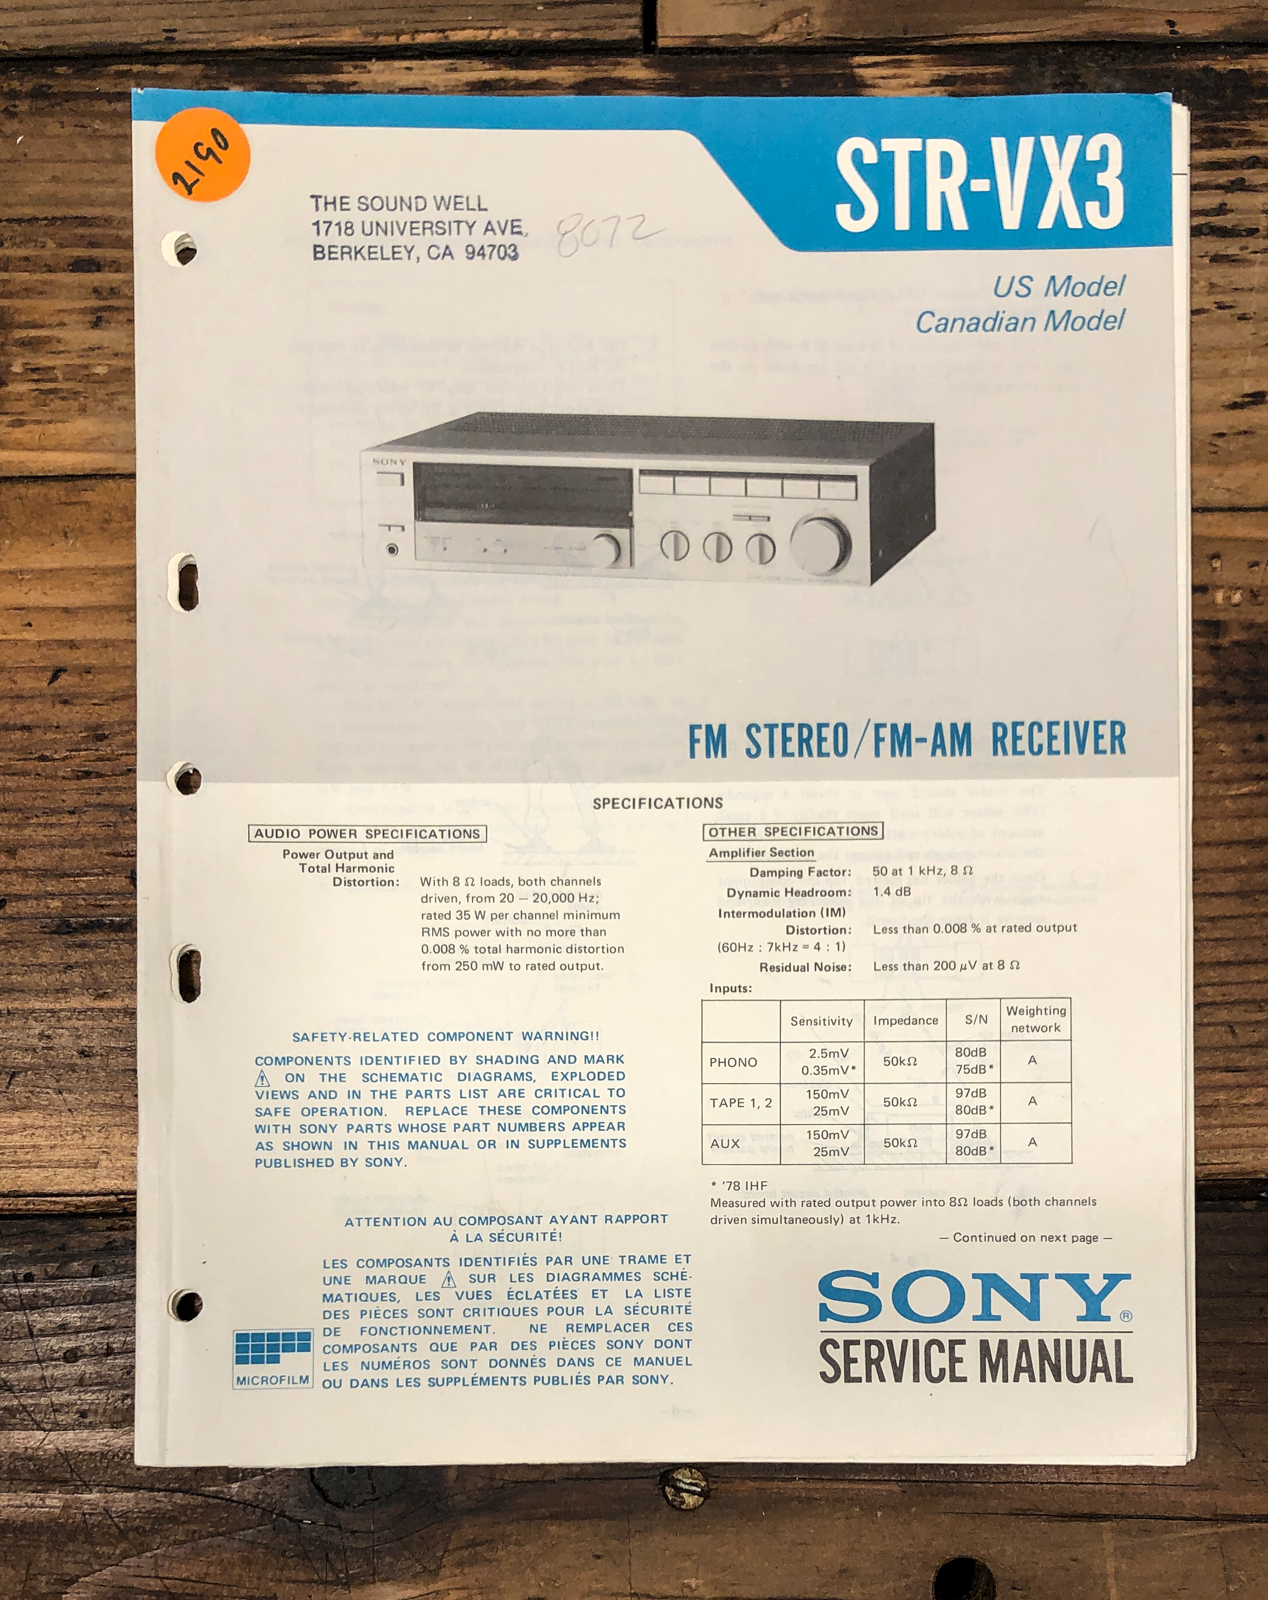 2190
STR-VX3
THE SOUND WELL
1718 UNIVERSITY AVE,
BERKELEY, CA 94703
8072
US Model
Canadian Model
SONY
FM STEREO/FM-AM RECEIVER
SPECIFICATIONS
AUDIO POWER SPECIFICATIONS
Power Output and
Total Harmonic
Distortion: With 8 Ω loads, both channels
driven, from 20 — 20,000 Hz;
rated 35 W per channel minimum
RMS power with no more than
0.008 % total harmonic distortion
from 250 mW to rated output.
SAFETY-RELATED COMPONENT WARNING!!
COMPONENTS IDENTIFIED BY SHADING AND MARK
⚠ ON THE SCHEMATIC DIAGRAMS, EXPLODED
VIEWS AND IN THE PARTS LIST ARE CRITICAL TO
SAFE OPERATION. REPLACE THESE COMPONENTS
WITH SONY PARTS WHOSE PART NUMBERS APPEAR
AS SHOWN IN THIS MANUAL OR IN SUPPLEMENTS
PUBLISHED BY SONY.
ATTENTION AU COMPOSANT AYANT RAPPORT
À LA SÉCURITÉ!
LES COMPOSANTS IDENTIFIÉS PAR UNE TRAME ET
UNE MARQUE ⚠ SUR LES DIAGRAMMES SCHÉ-
MATIQUES, LES VUES ÉCLATÉES ET LA LISTE
DES PIÈCES SONT CRITIQUES POUR LA SÉCURITÉ
DE FONCTIONNEMENT. NE REMPLACER CES
COMPOSANTS QUE PAR DES PIÈCES SONY DONT
LES NUMÉROS SONT DONNÉS DANS CE MANUEL
OU DANS LES SUPPLÉMENTS PUBLIÉS PAR SONY.
MICROFILM
OTHER SPECIFICATIONS
Amplifier Section
Damping Factor: 50 at 1 kHz, 8 Ω
Dynamic Headroom: 1.4 dB
Intermodulation (IM)
Distortion: Less than 0.008 % at rated output
(60Hz : 7kHz = 4 : 1)
Residual Noise: Less than 200 μV at 8 Ω
Inputs:
Sensitivity Impedance S/N Weighting network
PHONO 2.5mV 0.35mV* 50kΩ 80dB 75dB* A
TAPE 1, 2 150mV 25mV 50kΩ 97dB 80dB* A
AUX 150mV 25mV 50kΩ 97dB 80dB* A
* '78 IHF
Measured with rated output power into 8Ω loads (both channels
driven simultaneously) at 1kHz.
— Continued on next page —
SONY®
SERVICE MANUAL